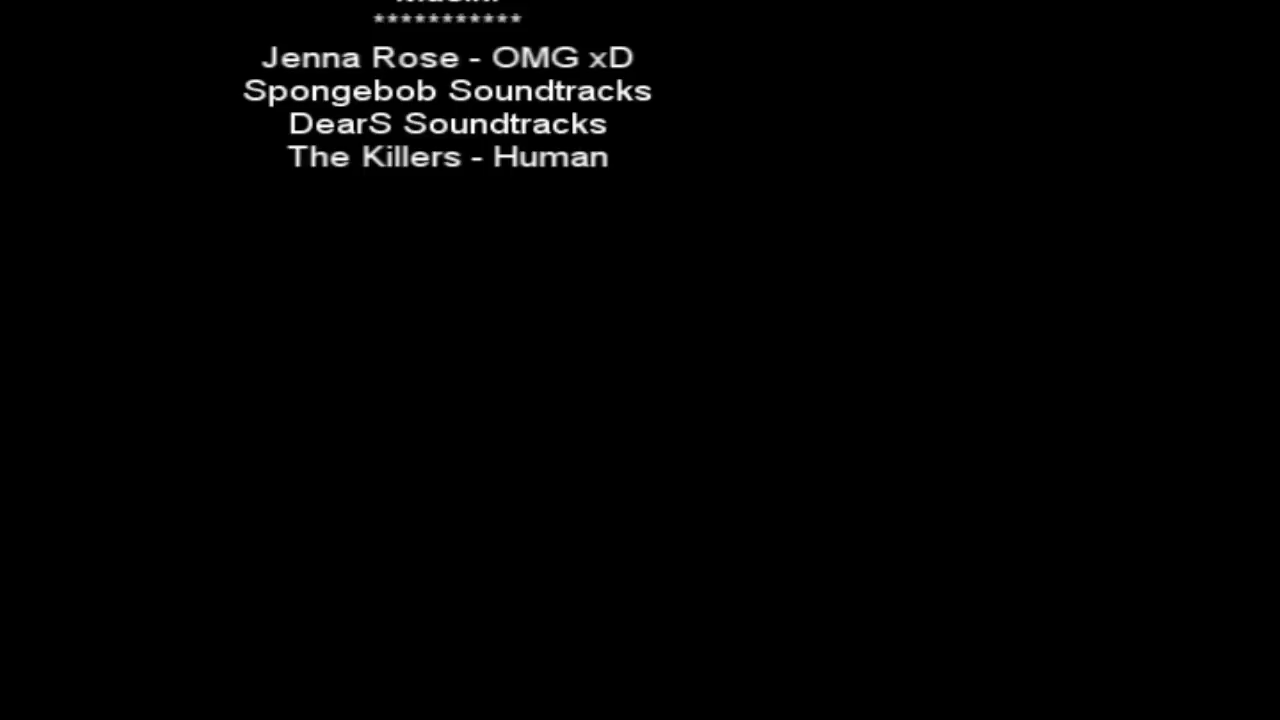 ***********
Jenna Rose - OMG xD
Spongebob Soundtracks
DearS Soundtracks
The Killers - Human